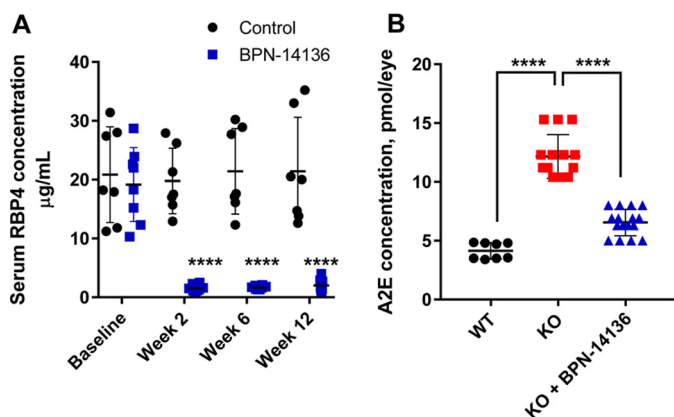 A
Control
BPN-14136
Serum RBP4 concentration
µg/mL
40
30
20
10
0
**** **** ****
Baseline
Week 2
Week 6
Week 12
B
**** ****
A2E concentration, pmol/eye
20
15
10
5
0
WT
KO
KO + BPN-14136